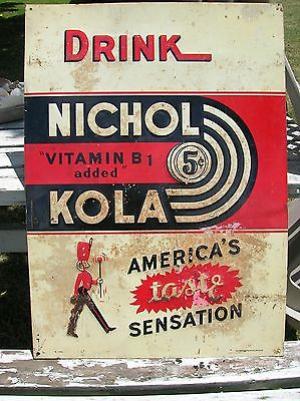 DRINK
NICHOL
"VITAMIN B1
added"
5¢
KOLA
AMERICA'S
taste
SENSATION